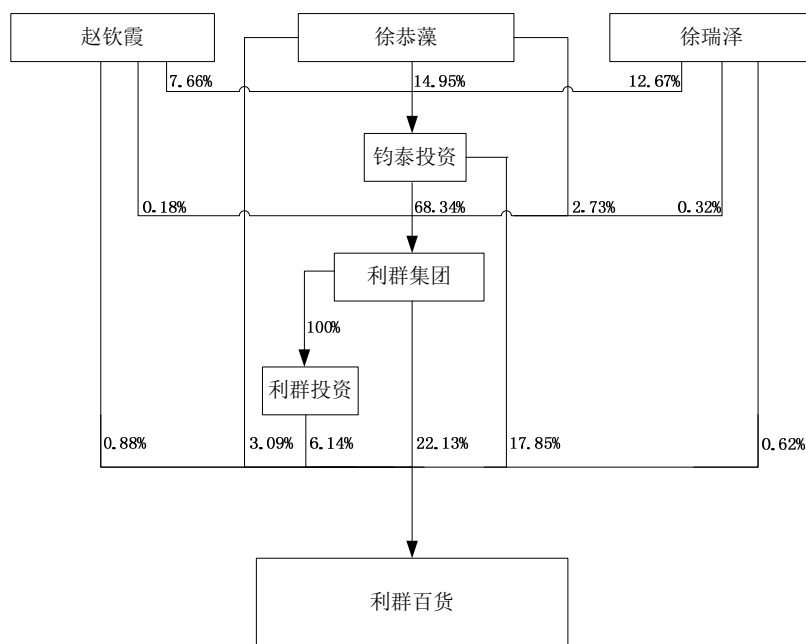 赵钦霞
徐恭藻
徐瑞泽
7.66%
14.95%
12.67%
钧泰投资
0.18%
68.34%
2.73%
0.32%
利群集团
100%
利群投资
0.88%
3.09%
6.14%
22.13%
17.85%
0.62%
利群百货